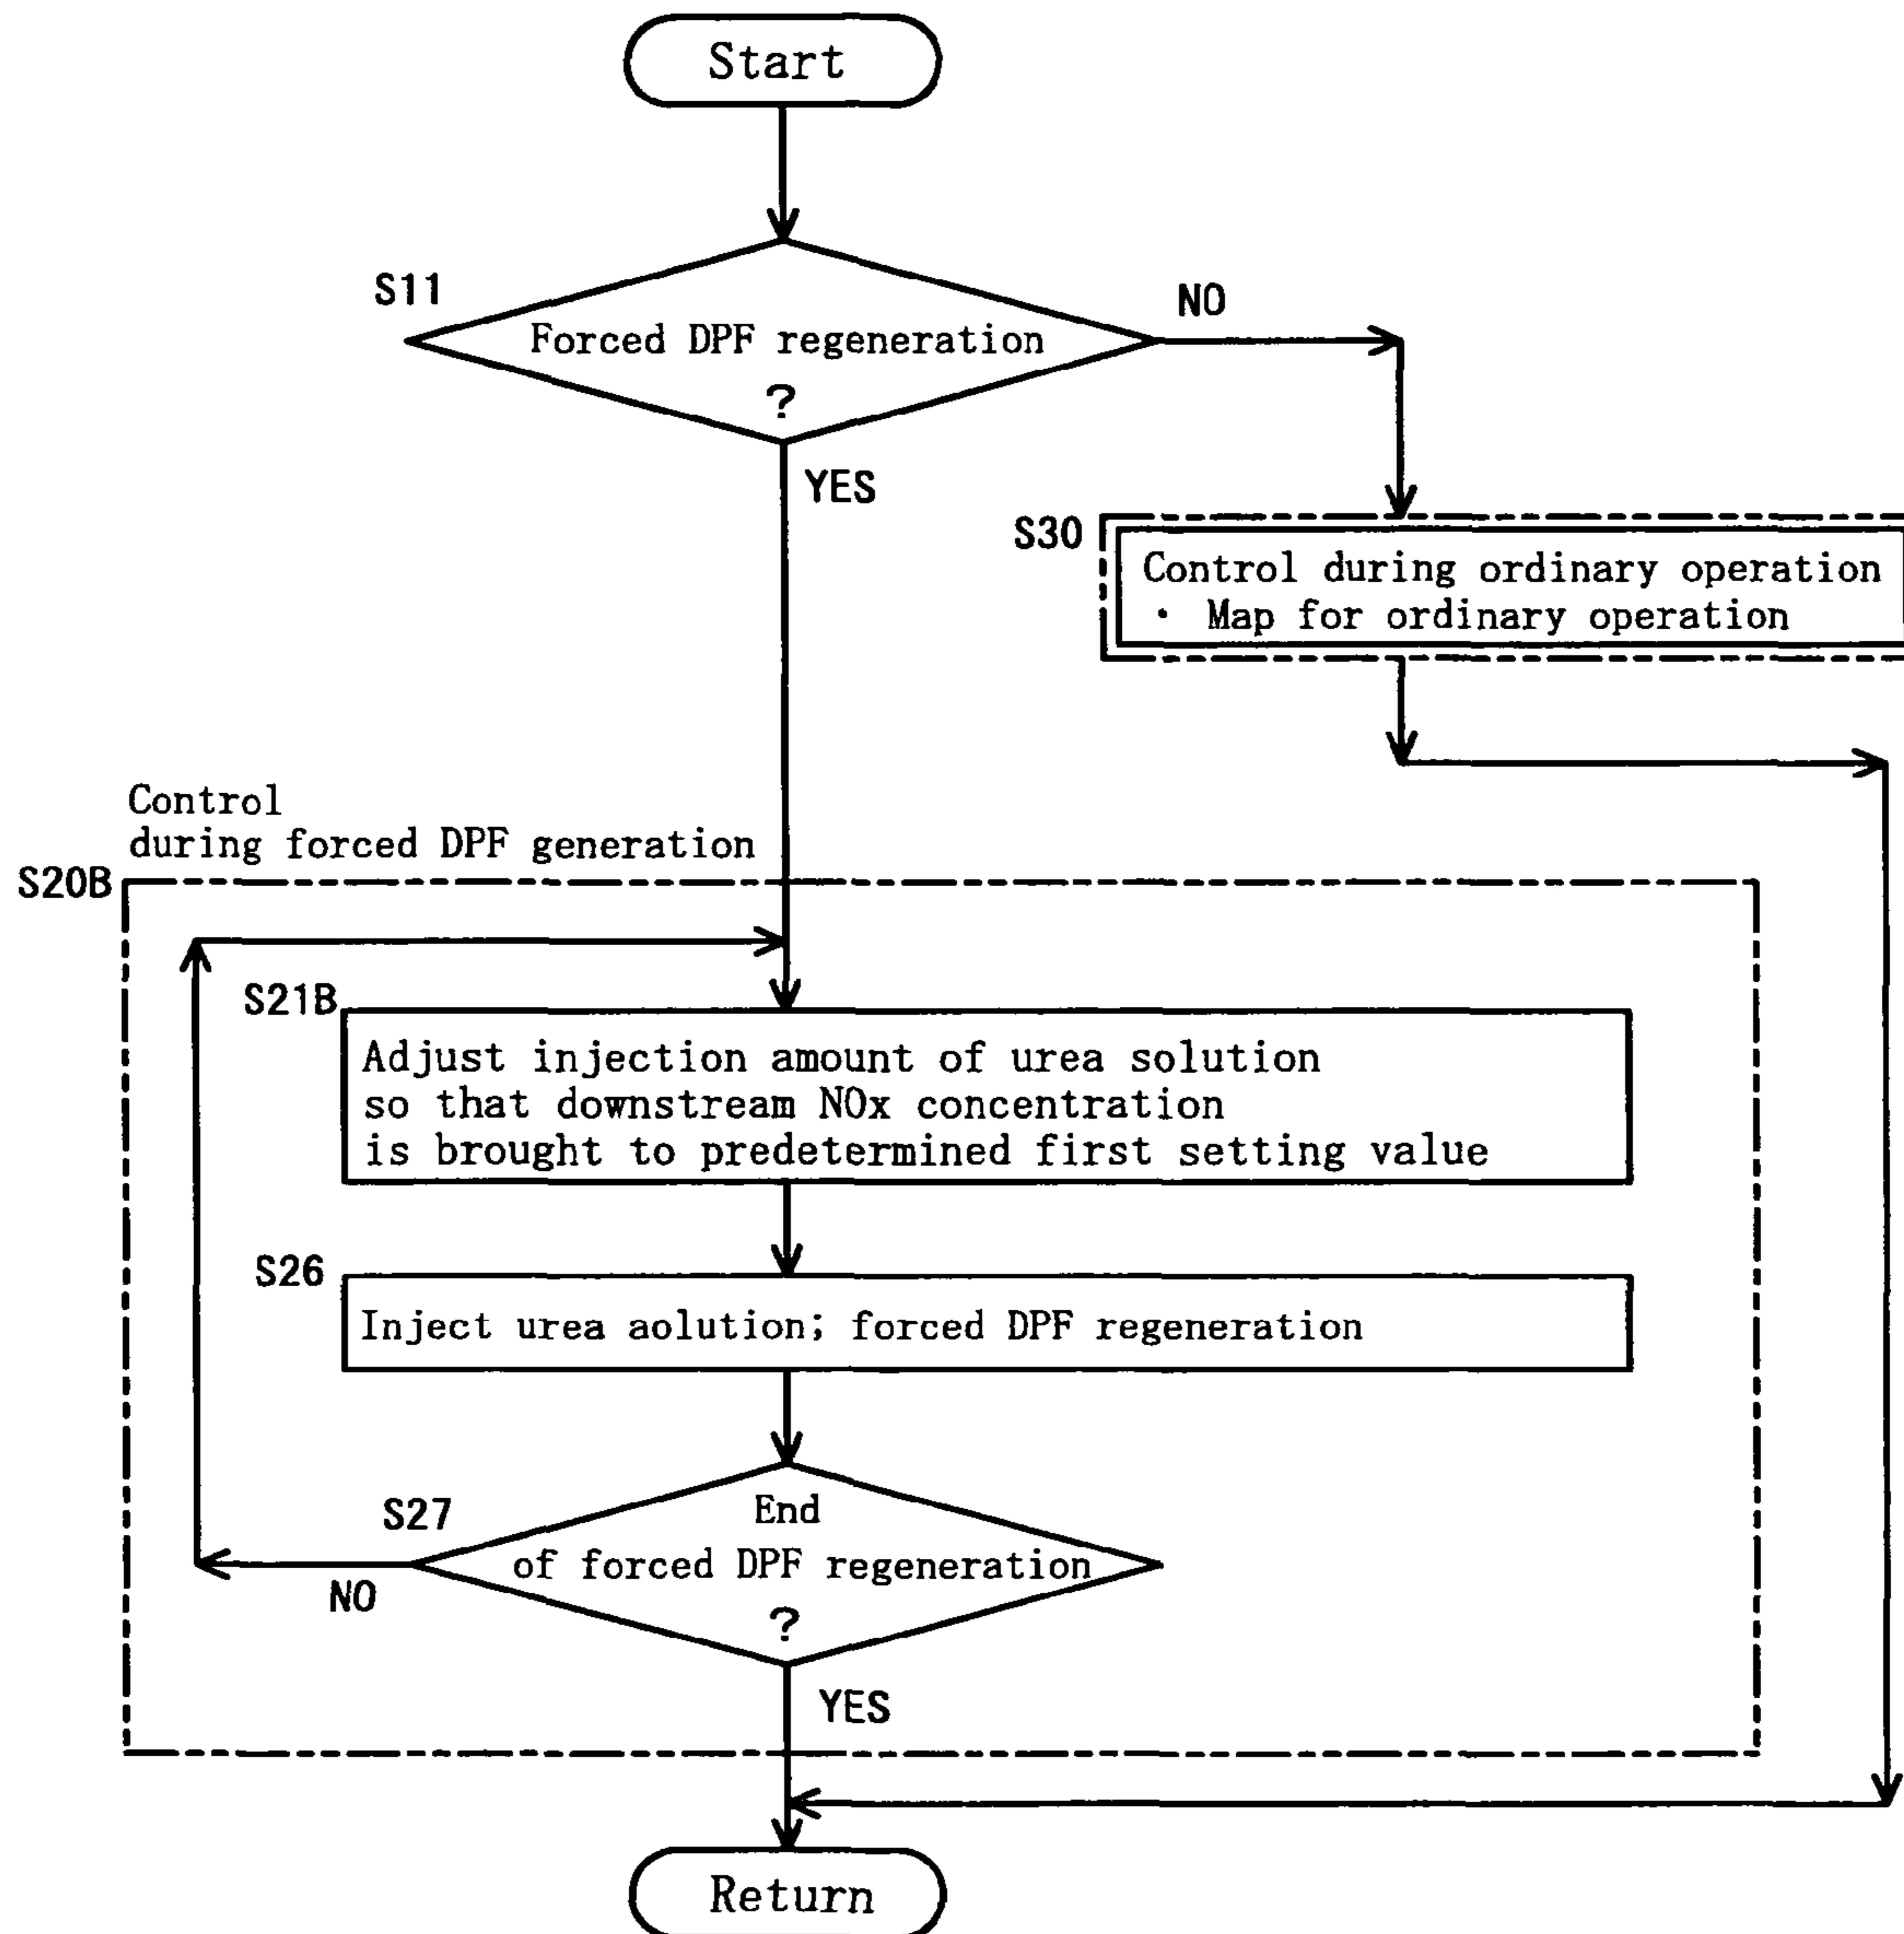 Start
S11
Forced DPF regeneration
?
NO
YES
S30
Control during ordinary operation
・ Map for ordinary operation
Control
during forced DPF generation
S20B
S21B
Adjust injection amount of urea solution
so that downstream NOx concentration
is brought to predetermined first setting value
S26
Inject urea aolution; forced DPF regeneration
S27
End
of forced DPF regeneration
?
NO
YES
Return